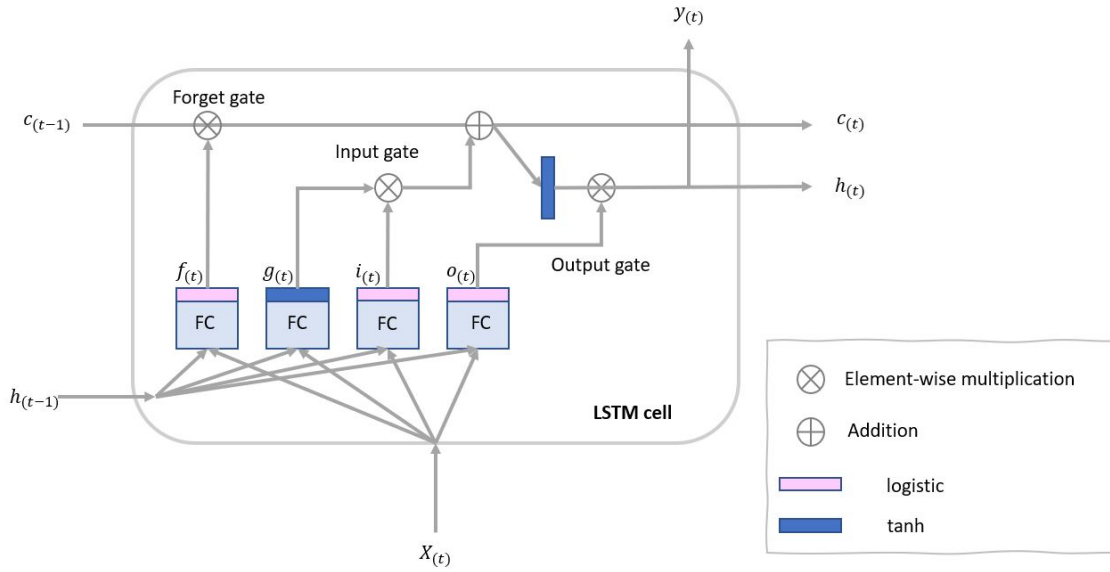 y(t)
Forget gate
c(t−1)
c(t)
Input gate
h(t)
f(t) g(t) i(t) o(t)
Output gate
FC FC FC FC
h(t−1)
LSTM cell
X(t)
Element-wise multiplication
Addition
logistic
tanh